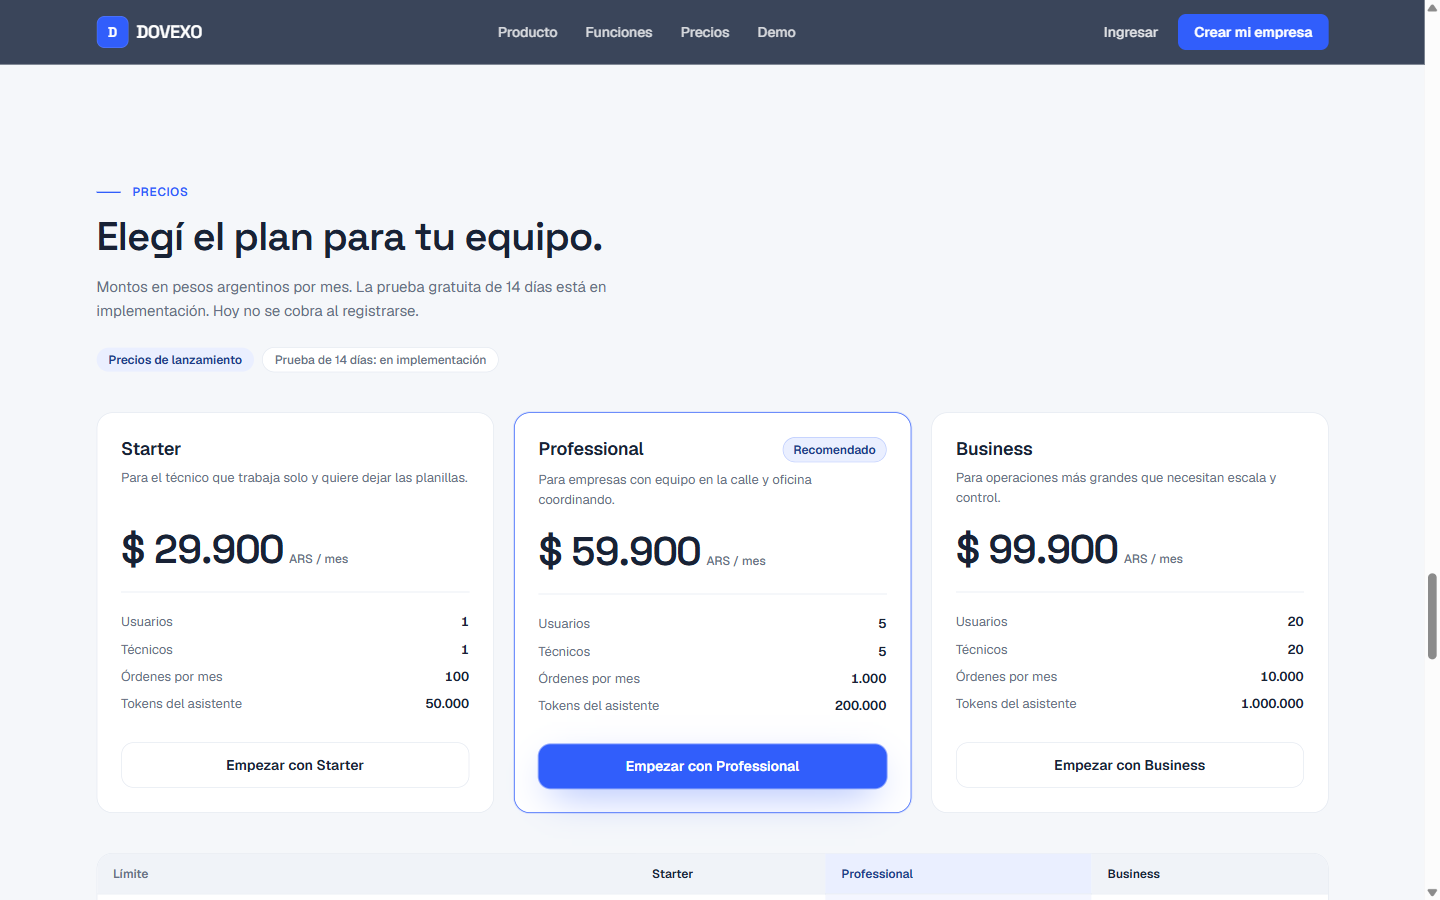 D DOVEXO
Producto Funciones Precios Demo
Ingresar Crear mi empresa
PRECIOS
Elegí el plan para tu equipo.
Montos en pesos argentinos por mes. La prueba gratuita de 14 días está en
implementación. Hoy no se cobra al registrarse.
Precios de lanzamiento Prueba de 14 días: en implementación
Starter
Para el técnico que trabaja solo y quiere dejar las planillas.
$ 29.900 ARS / mes
Usuarios 1
Técnicos 1
Órdenes por mes 100
Tokens del asistente 50.000
Empezar con Starter
Professional Recomendado
Para empresas con equipo en la calle y oficina
coordinando.
$ 59.900 ARS / mes
Usuarios 5
Técnicos 5
Órdenes por mes 1.000
Tokens del asistente 200.000
Empezar con Professional
Business
Para operaciones más grandes que necesitan escala y
control.
$ 99.900 ARS / mes
Usuarios 20
Técnicos 20
Órdenes por mes 10.000
Tokens del asistente 1.000.000
Empezar con Business
Límite Starter Professional Business